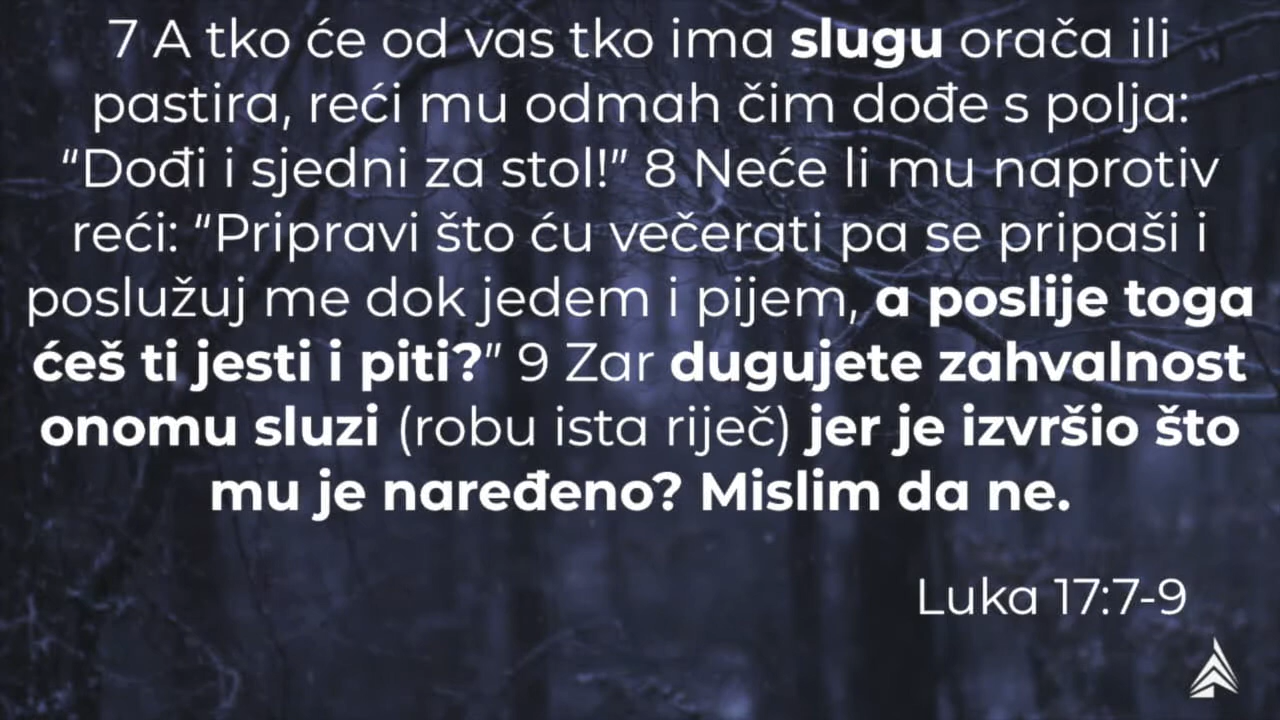 7 A tko će od vas tko ima slugu orača ili
pastira, reći mu odmah čim dođe s polja:
“Dođi i sjedni za stol!” 8 Neće li mu naprotiv
reći: “Pripravi što ću večerati pa se pripaši i
poslužuj me dok jedem i pijem, a poslije toga
ćeš ti jesti i piti?” 9 Zar dugujete zahvalnost
onomu sluzi (robu ista riječ) jer je izvršio što
mu je naređeno? Mislim da ne.
Luka 17:7-9